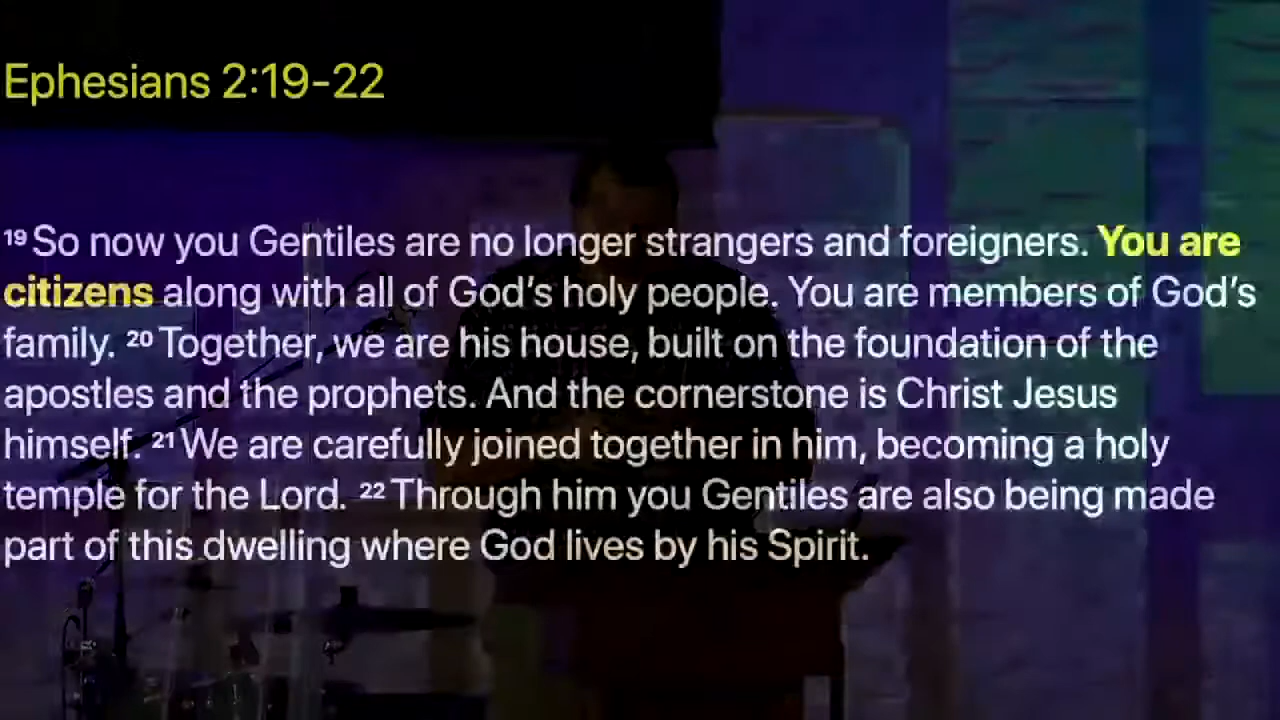 Ephesians 2:19-22
¹⁹ So now you Gentiles are no longer strangers and foreigners. You are
citizens along with all of God’s holy people. You are members of God’s
family. ²⁰ Together, we are his house, built on the foundation of the
apostles and the prophets. And the cornerstone is Christ Jesus
himself. ²¹ We are carefully joined together in him, becoming a holy
temple for the Lord. ²² Through him you Gentiles are also being made
part of this dwelling where God lives by his Spirit.